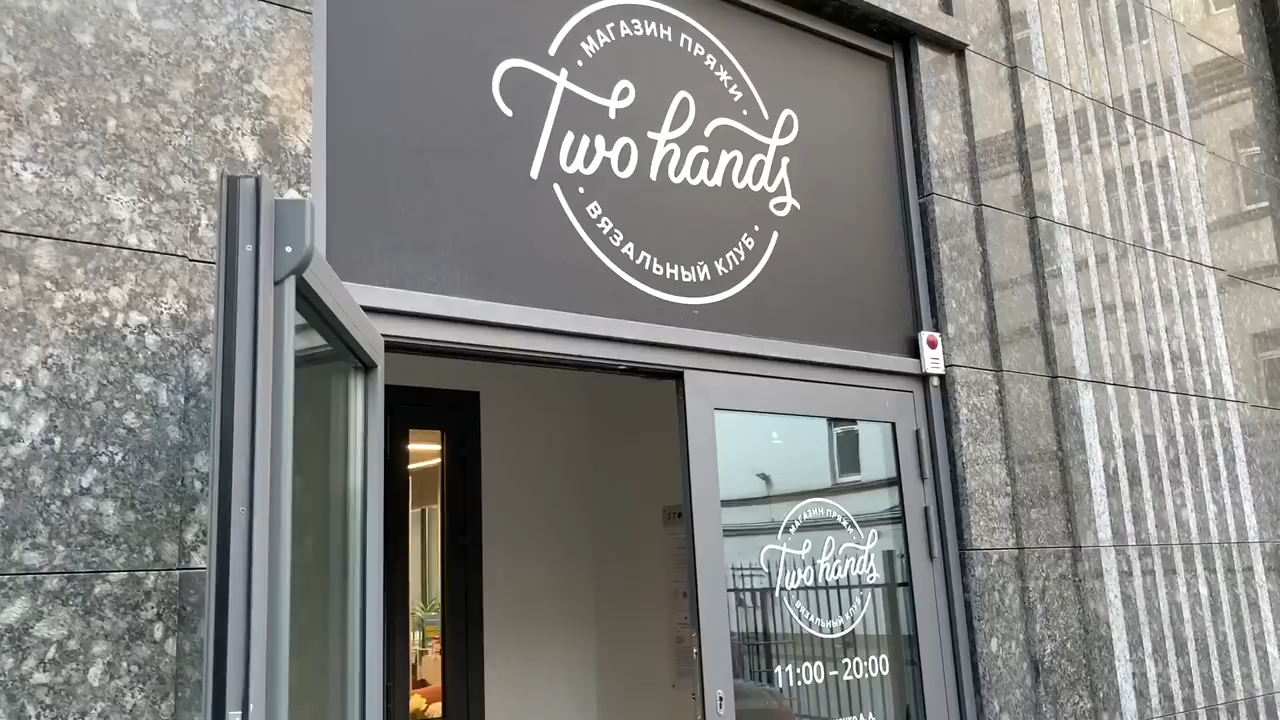 МАГАЗИН ПРЯЖИ
Two hands
ВЯЗАЛЬНЫЙ КЛУБ
МАГАЗИН ПРЯЖИ
Two hands
ВЯЗАЛЬНЫЙ КЛУБ
11:00 – 20:00